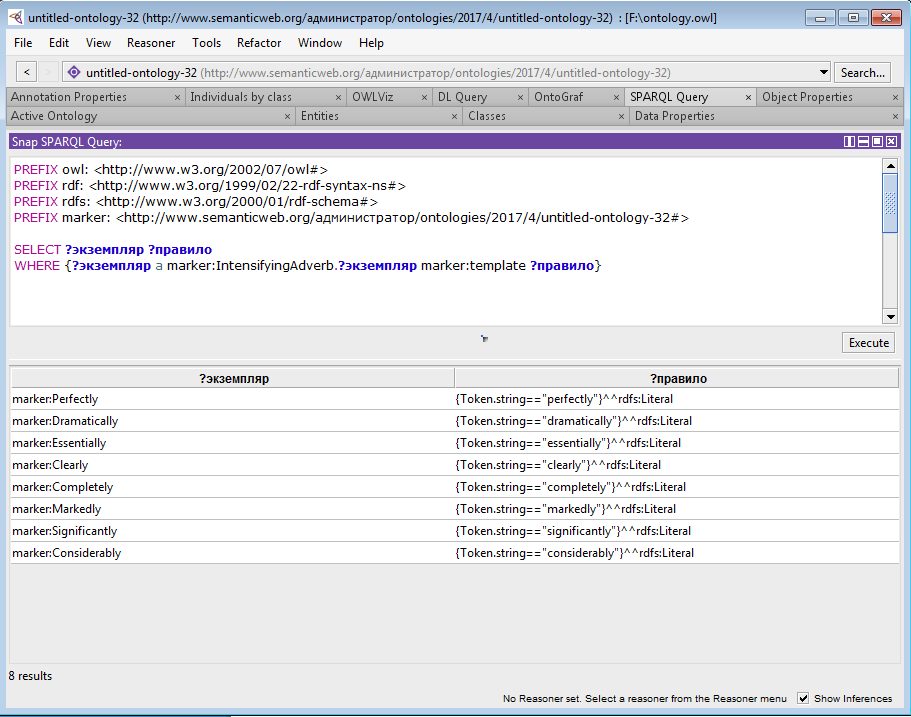 untitled-ontology-32 (http://www.semanticweb.org/администратор/ontologies/2017/4/untitled-ontology-32)  : [F:\ontology.owl]
File Edit View Reasoner Tools Refactor Window Help
< > untitled-ontology-32 (http://www.semanticweb.org/администратор/ontologies/2017/4/untitled-ontology-32) Search...
Annotation Properties × Individuals by class × OWLViz × DL Query × OntoGraf × SPARQL Query × Object Properties ×
Active Ontology × Entities × Classes × Data Properties ×
Snap SPARQL Query:
PREFIX owl: <http://www.w3.org/2002/07/owl#>
PREFIX rdf: <http://www.w3.org/1999/02/22-rdf-syntax-ns#>
PREFIX rdfs: <http://www.w3.org/2000/01/rdf-schema#>
PREFIX marker: <http://www.semanticweb.org/администратор/ontologies/2017/4/untitled-ontology-32#>
SELECT ?экземпляр ?правило
WHERE {?экземпляр a marker:IntensifyingAdverb.?экземпляр marker:template ?правило}
Execute
?экземпляр ?правило
marker:Perfectly {Token.string=="perfectly"}^^rdfs:Literal
marker:Dramatically {Token.string=="dramatically"}^^rdfs:Literal
marker:Essentially {Token.string=="essentially"}^^rdfs:Literal
marker:Clearly {Token.string=="clearly"}^^rdfs:Literal
marker:Completely {Token.string=="completely"}^^rdfs:Literal
marker:Markedly {Token.string=="markedly"}^^rdfs:Literal
marker:Significantly {Token.string=="significantly"}^^rdfs:Literal
marker:Considerably {Token.string=="considerably"}^^rdfs:Literal
8 results
No Reasoner set. Select a reasoner from the Reasoner menu Show Inferences